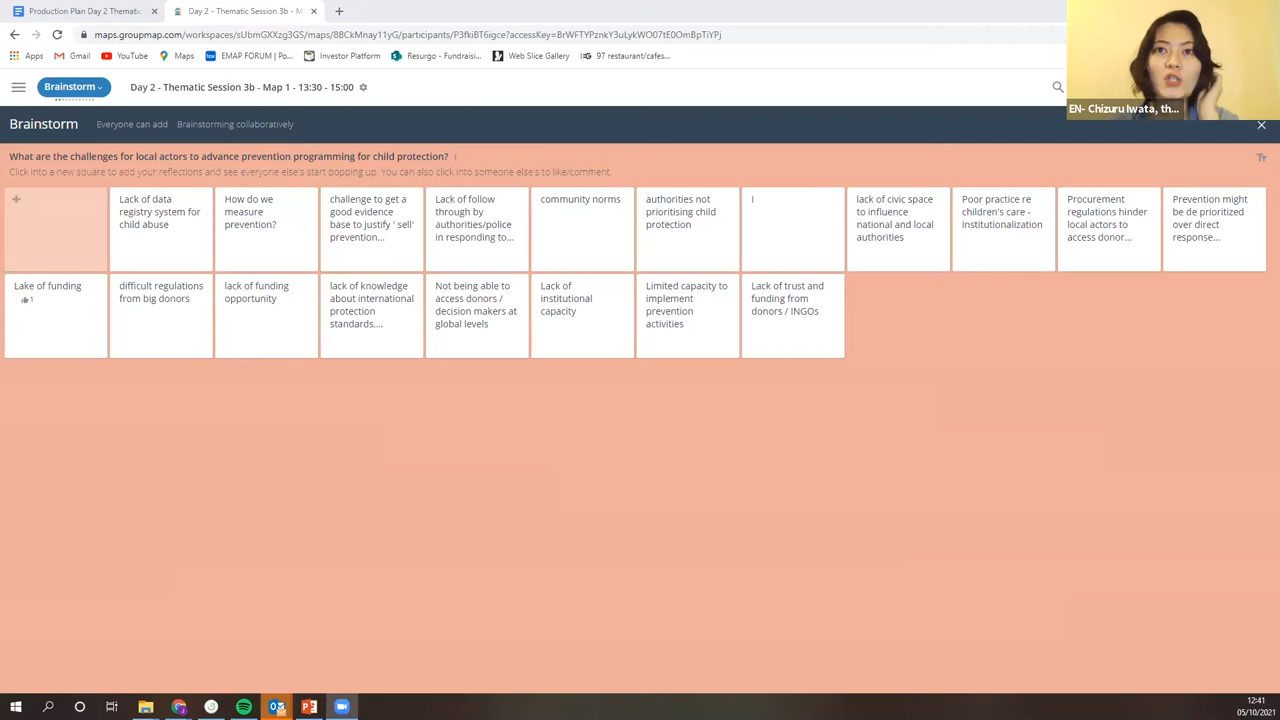 Production Plan Day 2 Themati
Day 2 - Thematic Session 3b - M
maps.groupmap.com/workspaces/sUbmGXXzg3GS/maps/8BCkMnay11yG/participants/P3fkiBT6igce?accessKey=BrWFTYPznkY3uLykWO07tE0OmBpTiYPj
Apps
Gmail
YouTube
Maps
EMAP FORUM | Po...
Investor Platform
Resurgo - Fundraisi...
Web Slice Gallery
97 restaurant/cafes...
Brainstorm
Day 2 - Thematic Session 3b - Map 1 - 13:30 - 15:00
EN- Chizuru Iwata, th...
Brainstorm
Everyone can add
Brainstorming collaboratively
What are the challenges for local actors to advance prevention programming for child protection?
Click into a new square to add your reflections and see everyone else's start popping up. You can also click into someone else's to like/comment.
Lack of data
registry system for
child abuse
How do we
measure
prevention?
challenge to get a
good evidence
base to justify ' sell'
prevention...
Lack of follow
through by
authorities/police
in responding to...
community norms
authorities not
prioritising child
protection
I
lack of civic space
to influence
national and local
authorities
Poor practice re
children's care -
institutionalization
Procurement
regulations hinder
local actors to
access donor...
Prevention might
be de prioritized
over direct
response...
Lake of funding
1
difficult regulations
from big donors
lack of funding
opportunity
lack of knowledge
about international
protection
standards,...
Not being able to
access donors /
decision makers at
global levels
Lack of
institutional
capacity
Limited capacity to
implement
prevention
activities
Lack of trust and
funding from
donors / INGOs
12:41
05/10/2021